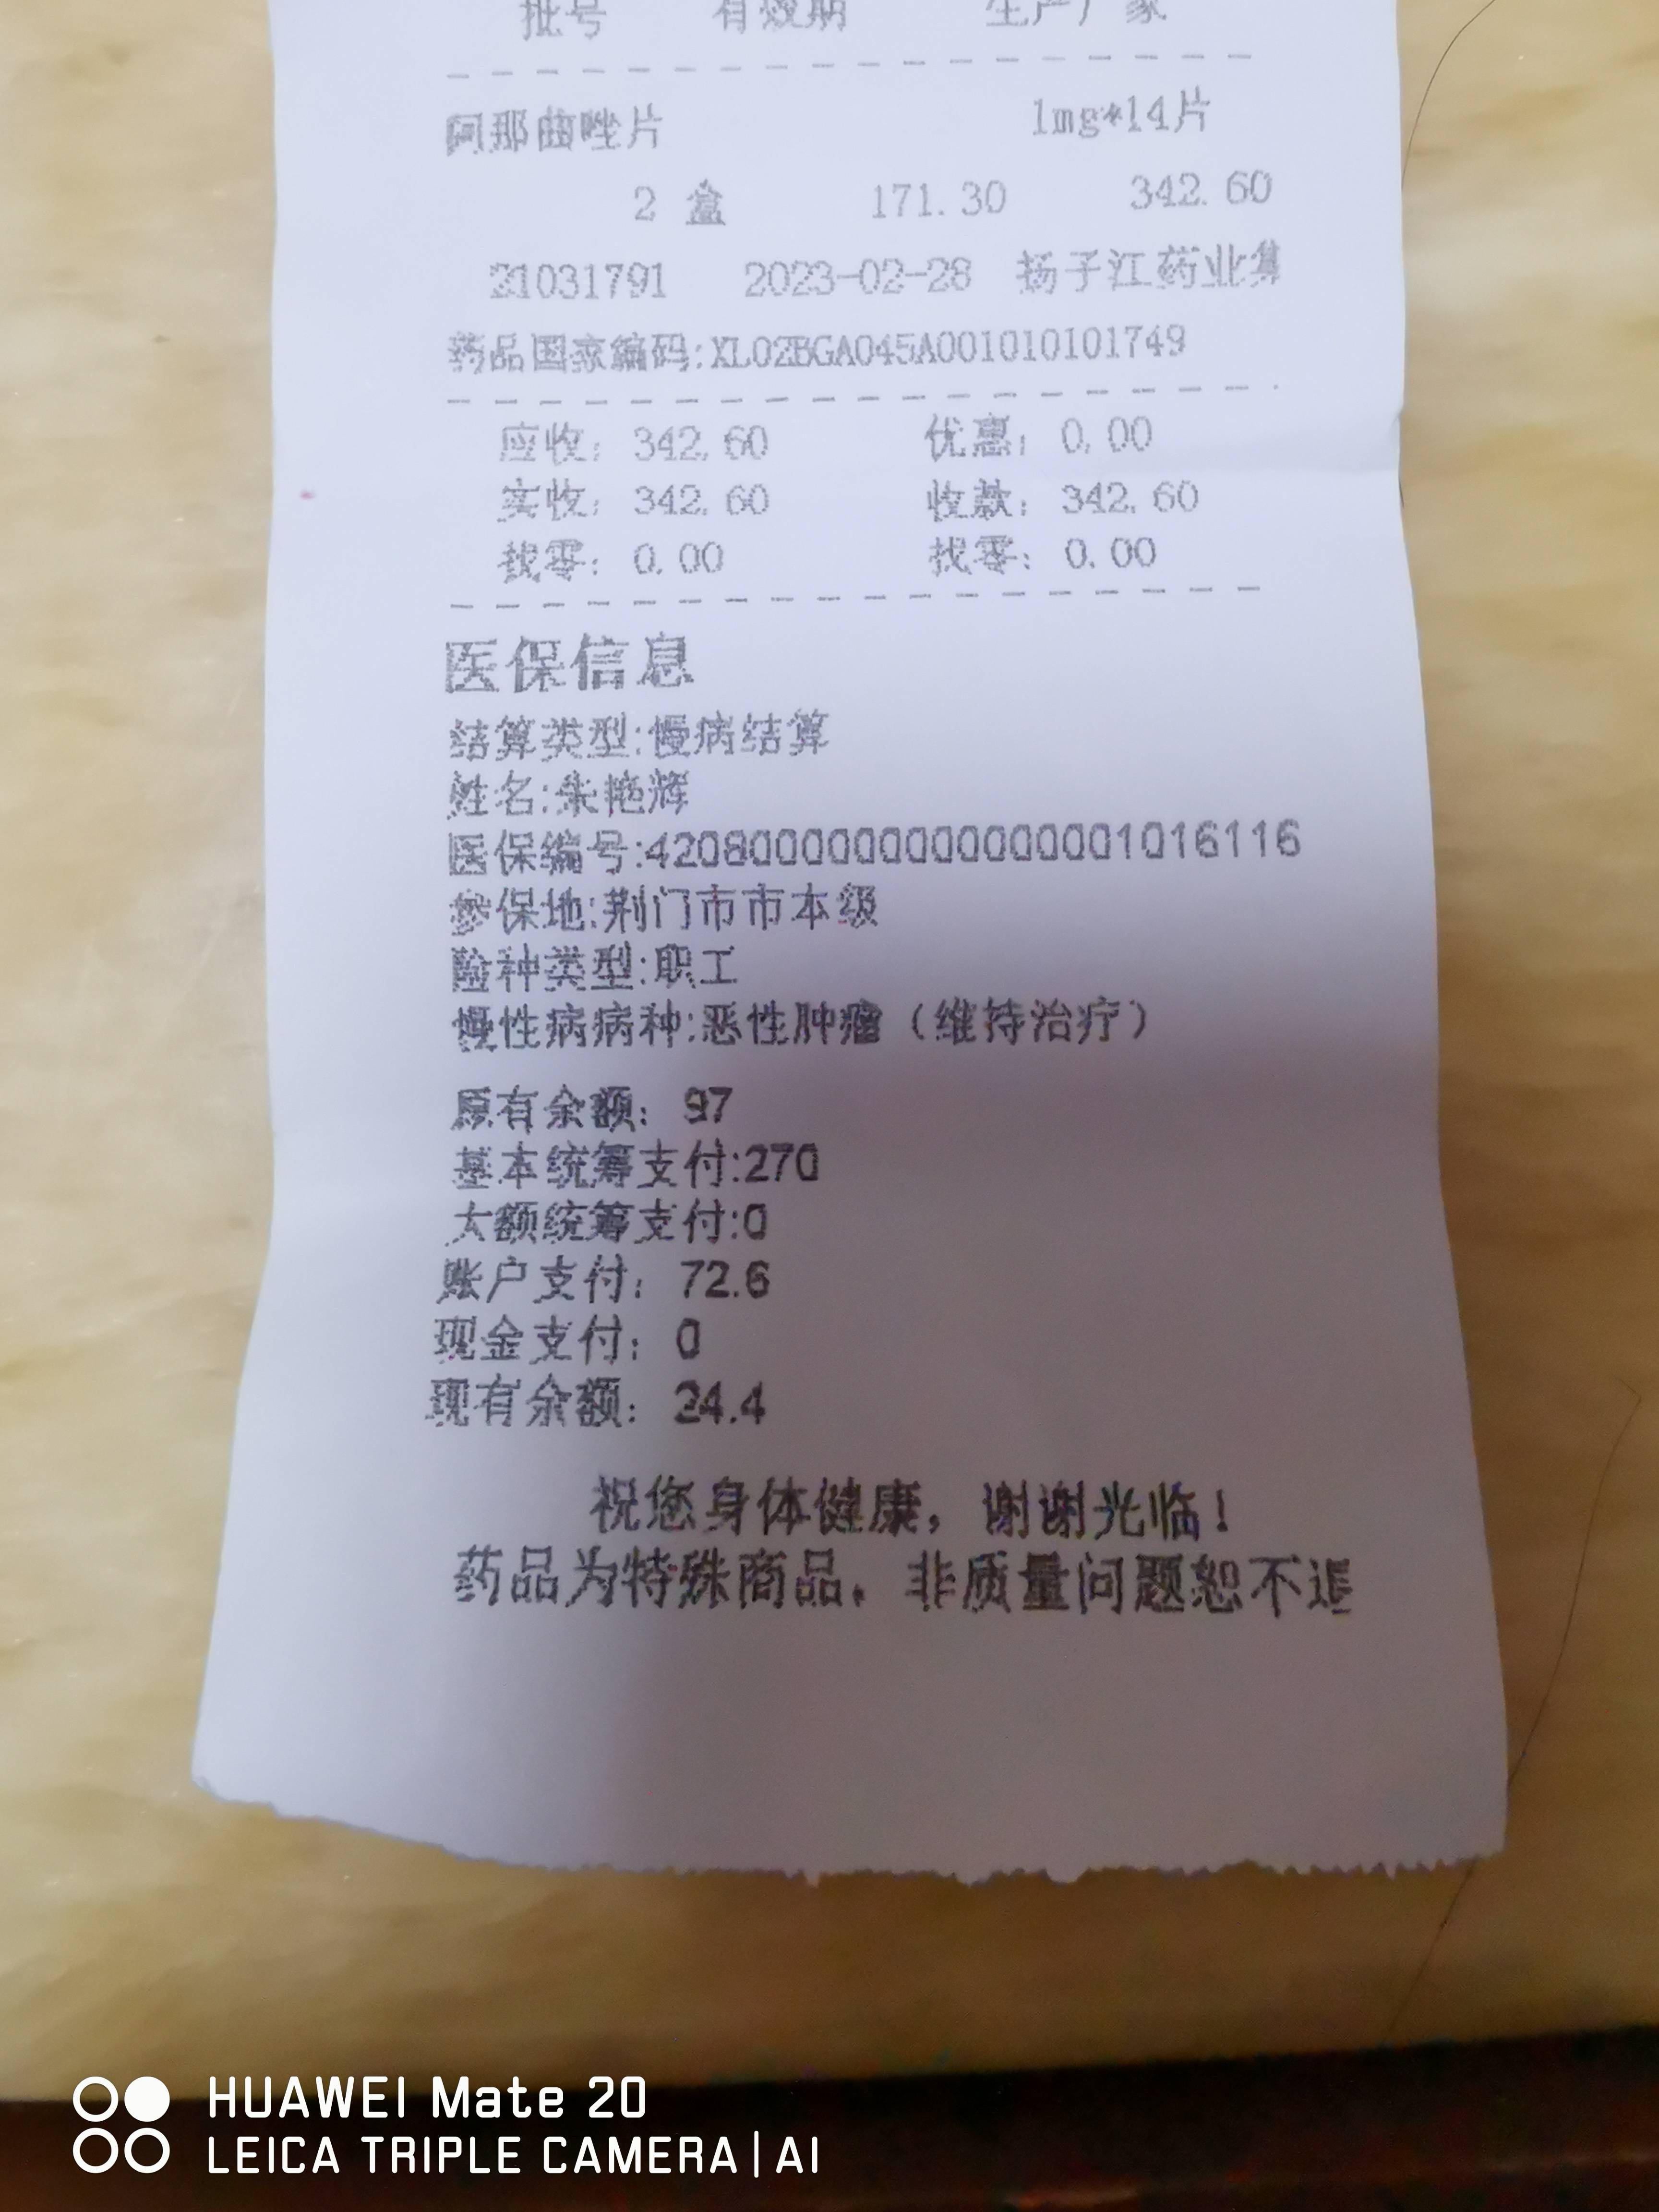 批号 有效期 生产厂家
阿那曲唑片 1mg*14片
2 盒 171.30 342.60
21031791 2023-02-28 扬子江药业集
药品国家编码:XL02BGA045A001010101749
应收: 342.60 优惠: 0.00
实收: 342.60 收款: 342.60
找零: 0.00 找零: 0.00
医保信息
结算类型:慢病结算
姓名:朱艳辉
医保编号:42080000000000000001016116
参保地:荆门市市本级
险种类型:职工
慢性病病种:恶性肿瘤（维持治疗）
原有余额: 97
基本统筹支付:270
大额统筹支付:0
账户支付: 72.6
现金支付: 0
现有余额: 24.4
祝您身体健康，谢谢光临！
药品为特殊商品，非质量问题恕不退
HUAWEI Mate 20
LEICA TRIPLE CAMERA | AI